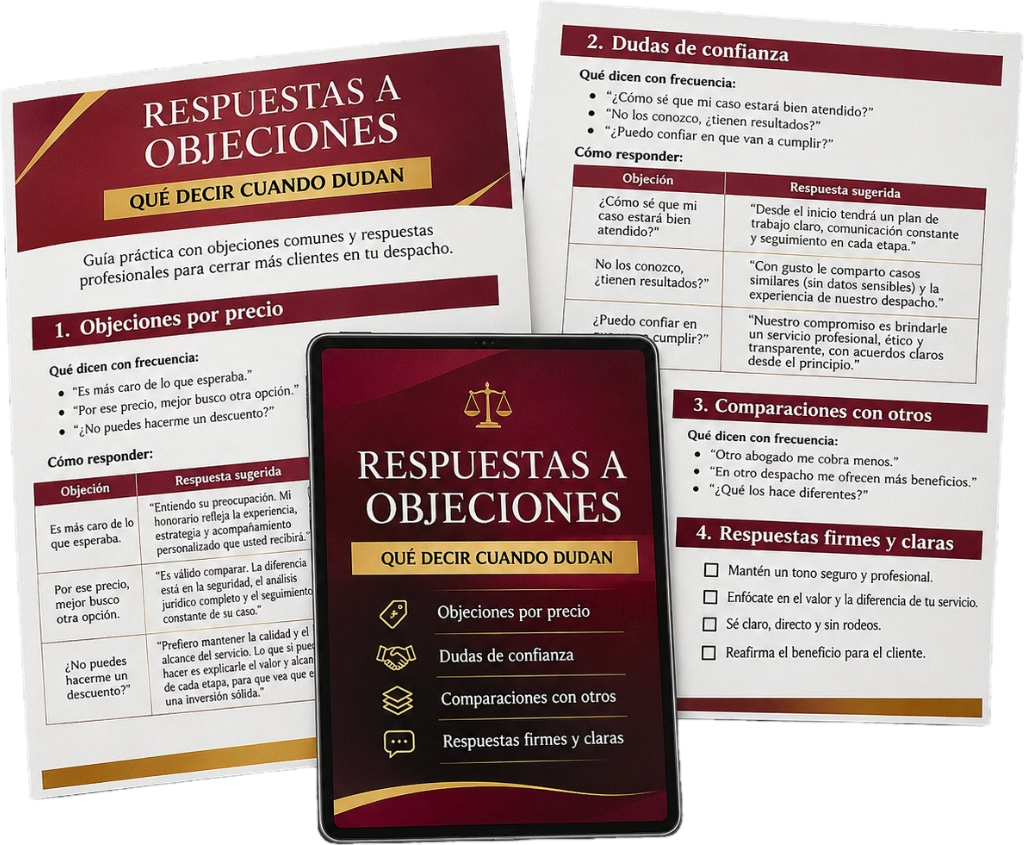 RESPUESTAS A
OBJECIONES
QUÉ DECIR CUANDO DUDAN
Guía práctica con objeciones comunes y respuestas
profesionales para cerrar más clientes en tu despacho.
1. Objeciones por precio
Qué dicen con frecuencia:
• “Es más caro de lo que esperaba.”
• “Por ese precio, mejor busco otra opción.”
• “¿No puedes hacerme un descuento?”
Cómo responder:
Objeción
Respuesta sugerida
Es más caro de lo
que esperaba.
“Entiendo su preocupación. Mi
honorario refleja la experiencia,
estrategia y acompañamiento
personalizado que usted recibirá.”
Por ese precio,
mejor busco
otra opción.
“Es válido comparar. La diferencia
está en la seguridad, el análisis
jurídico completo y el seguimiento
constante de su caso.”
¿No puedes
hacerme un
descuento?”
“Prefiero mantener la calidad y el
alcance del servicio. Lo que si
hacer es explicarle el valor y
de cada etapa, para que vea que
una inversión sólida.”
2. Dudas de confianza
Qué dicen con frecuencia:
• “¿Cómo sé que mi caso estará bien atendido?”
• “No los conozco, ¿tienen resultados?”
• “¿Puedo confiar en que van a cumplir?”
Cómo responder:
Objeción
Respuesta sugerida
¿Cómo sé que mi
caso estará bien
atendido?”
“Desde el inicio tendrá un plan de
trabajo claro, comunicación constante
y seguimiento en cada etapa.”
No los conozco,
¿tienen resultados?”
“Con gusto le comparto casos
similares (sin datos sensibles) y la
experiencia de nuestro despacho.”
¿Puedo confiar en
cumplir?”
“Nuestro compromiso es brindarle
un servicio profesional, ético y
transparente, con acuerdos claros
desde el principio.”
3. Comparaciones con otros
Qué dicen con frecuencia:
• “Otro abogado me cobra menos.”
• “En otro despacho me ofrecen más beneficios.”
• “¿Qué los hace diferentes?”
4. Respuestas firmes y claras
Mantén un tono seguro y profesional.
Enfócate en el valor y la diferencia de tu servicio.
Sé claro, directo y sin rodeos.
Reafirma el beneficio para el cliente.
RESPUESTAS A
OBJECIONES
QUÉ DECIR CUANDO DUDAN
Objeciones por precio
Dudas de confianza
Comparaciones con otros
Respuestas firmes y claras